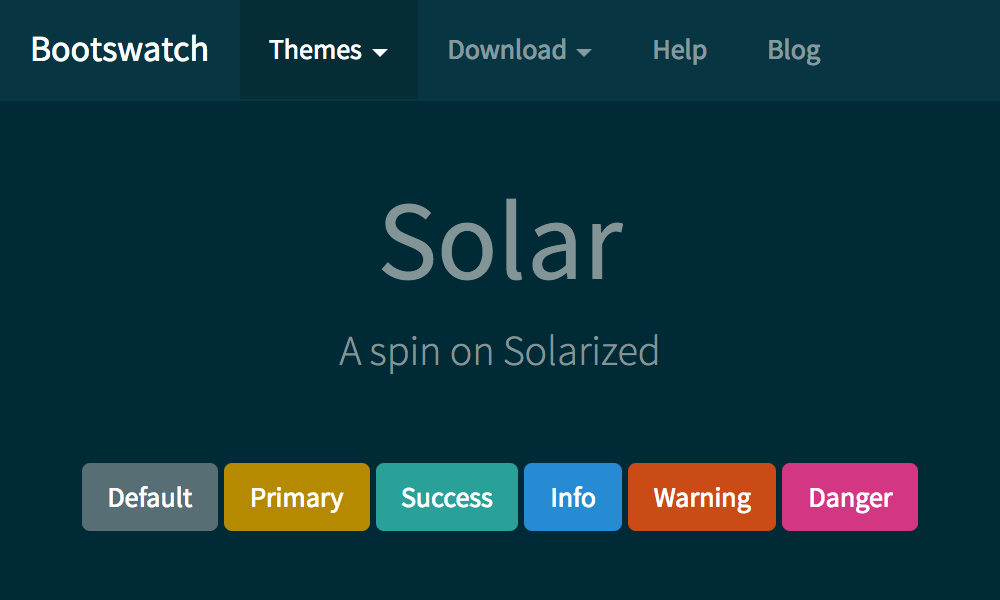 Bootswatch Themes Download Help Blog
Solar
A spin on Solarized
Default Primary Success Info Warning Danger